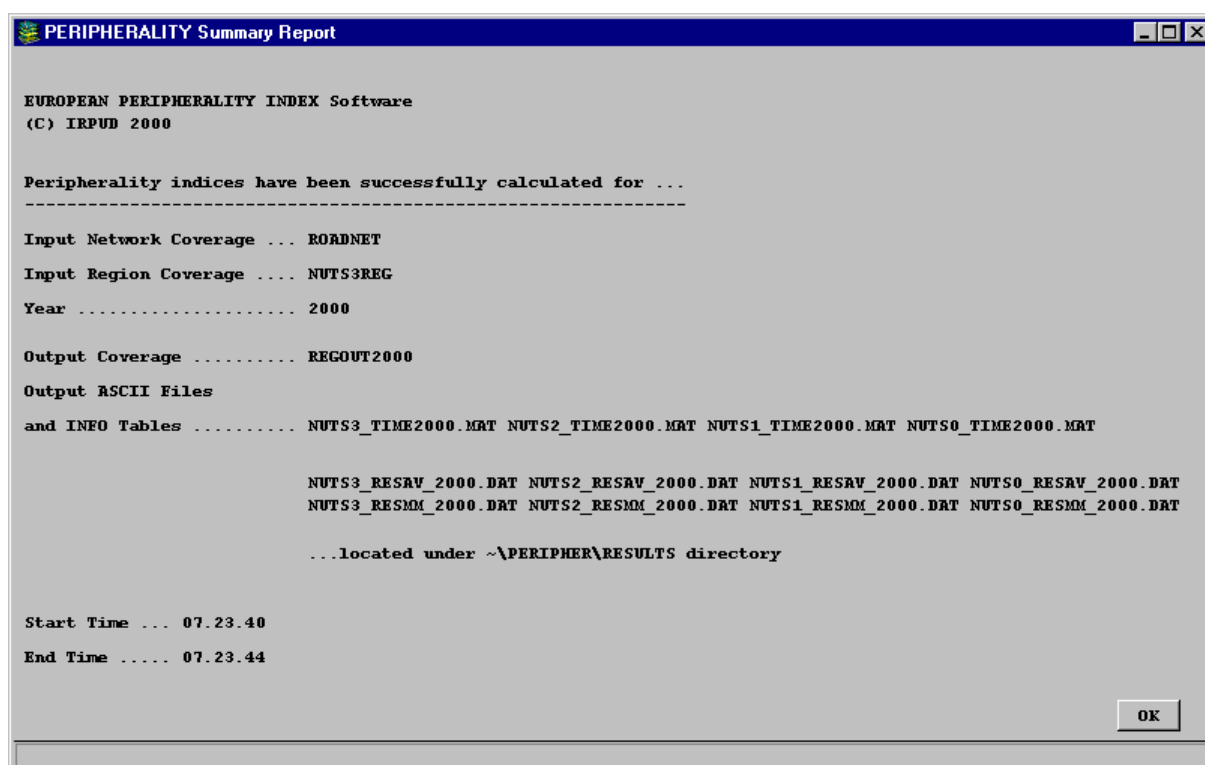 PERIPHERALITY Summary Report
EUROPEAN PERIPHERALITY INDEX Software
(C) IRPUD 2000
Peripherality indices have been successfully calculated for ...
---------------------------------------------------------------
Input Network Coverage ... ROADNET
Input Region Coverage .... NUTS3REG
Year ..................... 2000
Output Coverage .......... REGOUT2000
Output ASCII Files
and INFO Tables .......... NUTS3_TIME2000.MAT NUTS2_TIME2000.MAT NUTS1_TIME2000.MAT NUTS0_TIME2000.MAT
NUTS3_RESAV_2000.DAT NUTS2_RESAV_2000.DAT NUTS1_RESAV_2000.DAT NUTS0_RESAV_2000.DAT
NUTS3_RESMM_2000.DAT NUTS2_RESMM_2000.DAT NUTS1_RESMM_2000.DAT NUTS0_RESMM_2000.DAT
...located under ~\PERIPHER\RESULTS directory
Start Time ... 07.23.40
End Time ..... 07.23.44
OK